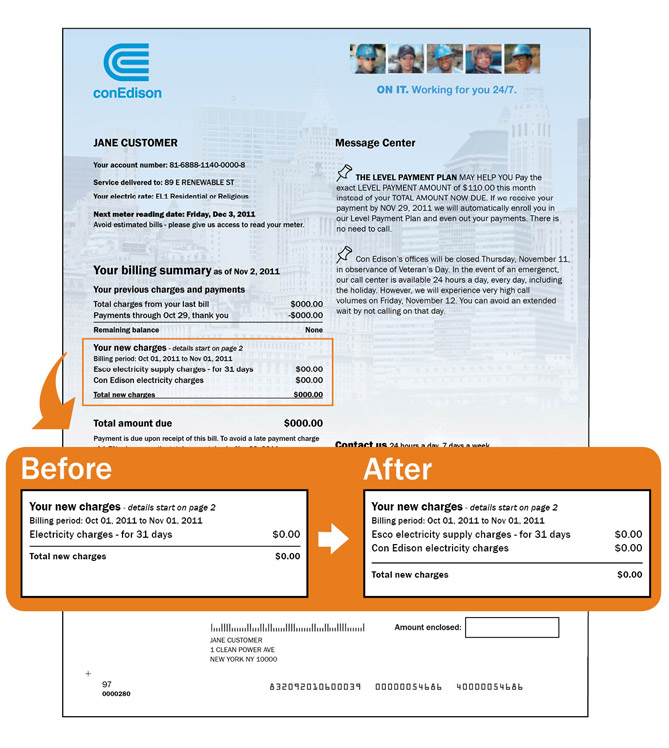 conEdison
ON IT. Working for you 24/7.
JANE CUSTOMER
Your account number: 81-6888-1140-0000-8
Service delivered to: 89 E RENEWABLE ST
Your electric rate: EL1 Residential or Religious
Next meter reading date: Friday, Dec 3, 2011
Avoid estimated bills - please give us access to read your meter.
Your billing summary as of Nov 2, 2011
Your previous charges and payments
Total charges from your last bill $000.00
Payments through Oct 29, thank you -$000.00
Remaining balance None
Your new charges - details start on page 2
Billing period: Oct 01, 2011 to Nov 01, 2011
Esco electricity supply charges - for 31 days $00.00
Con Edison electricity charges $00.00
Total new charges $000.00
Total amount due $000.00
Payment is due upon receipt of this bill. To avoid a late payment charge
Message Center
THE LEVEL PAYMENT PLAN MAY HELP YOU Pay the
exact LEVEL PAYMENT AMOUNT of $110.00 this month
instead of your TOTAL AMOUNT NOW DUE. If we receive your
payment by NOV 29, 2011 we will automatically enroll you in
our Level Payment Plan and even out your payments. There is
no need to call.
Con Edison's offices will be closed Thursday, November 11,
in observance of Veteran's Day. In the event of an emergenct,
our call center is available 24 hours a day, every day, including
the holiday. However, we will experience very high call
volumes on Friday, November 12. You can avoid an extended
wait by not calling on that day.
Contact us 24 hours a day, 7 days a week
Before
Your new charges - details start on page 2
Billing period: Oct 01, 2011 to Nov 01, 2011
Electricity charges - for 31 days $0.00
Total new charges $0.00
After
Your new charges - details start on page 2
Billing period: Oct 01, 2011 to Nov 01, 2011
Esco electricity supply charges - for 31 days $0.00
Con Edison electricity charges $0.00
Total new charges $0.00
JANE CUSTOMER
1 CLEAN POWER AVE
NEW YORK NY 10000
Amount enclosed:
97
0000280
832092010600039 00000054686 40000054686